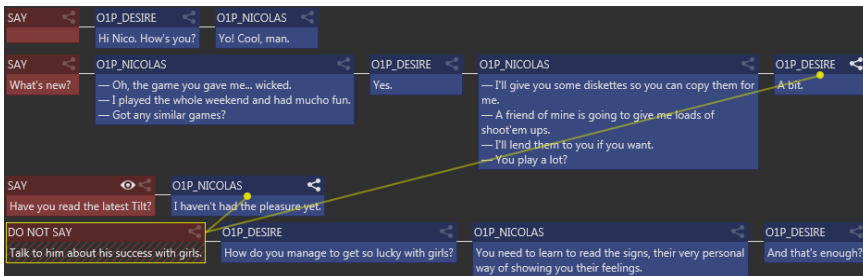 SAY O1P_DESIRE O1P_NICOLAS
Hi Nico. How's you? Yo! Cool, man.
SAY O1P_NICOLAS O1P_DESIRE O1P_NICOLAS O1P_DESIRE
What's new? — Oh, the game you gave me... wicked. Yes. — I'll give you some diskettes so you can copy them for A bit.
— I played the whole weekend and had mucho fun. me.
— Got any similar games? — A friend of mine is going to give me loads of
shoot'em ups.
— I'll lend them to you if you want.
— You play a lot?
SAY O1P_NICOLAS
Have you read the latest Tilt? I haven't had the pleasure yet.
DO NOT SAY O1P_DESIRE O1P_NICOLAS O1P_DESIRE
Talk to him about his success with girls. How do you manage to get so lucky with girls? You need to learn to read the signs, their very personal And that's enough?
way of showing you their feelings.